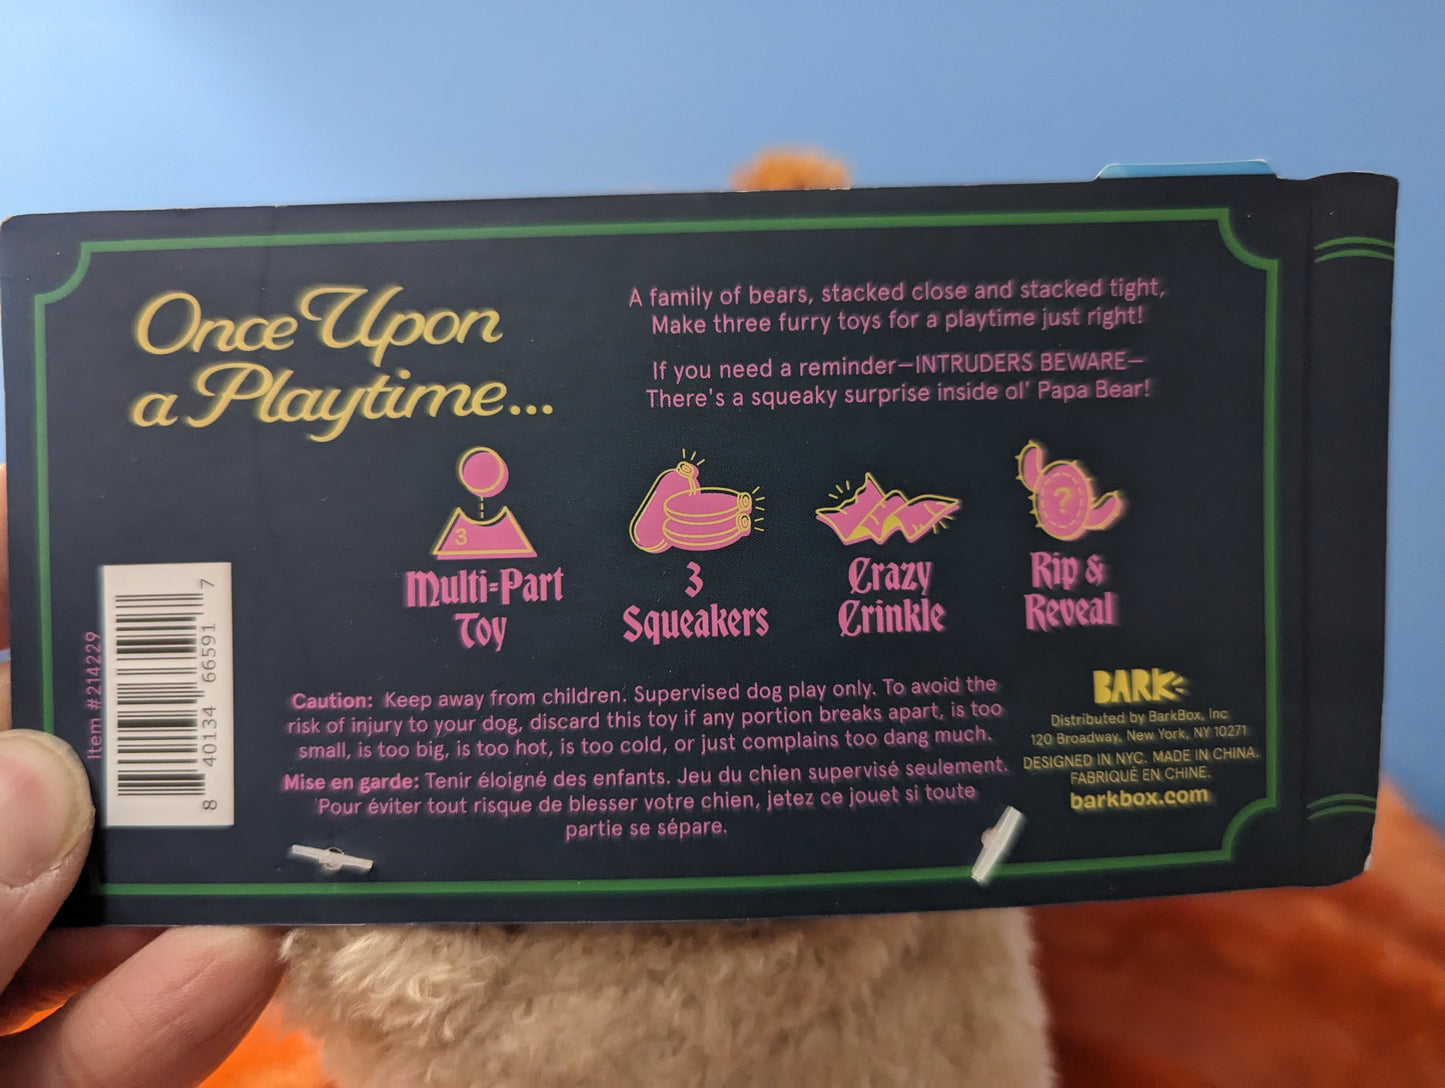 Once Upon
a Playtime...
A family of bears, stacked close and stacked tight,
Make three furry toys for a playtime just right!
If you need a reminder—INTRUDERS BEWARE—
There's a squeaky surprise inside ol' Papa Bear!
3
Multi-Part
Toy
3
Squeakers
Crazy
Crinkle
?
Rip &
Reveal
Item #214229
8 40134 66591 7
Caution: Keep away from children. Supervised dog play only. To avoid the
risk of injury to your dog, discard this toy if any portion breaks apart, is too
small, is too big, is too hot, is too cold, or just complains too dang much.
Mise en garde: Tenir éloigné des enfants. Jeu du chien supervisé seulement.
Pour éviter tout risque de blesser votre chien, jetez ce jouet si toute
partie se sépare.
BARK
Distributed by BarkBox, Inc
120 Broadway, New York, NY 10271
DESIGNED IN NYC. MADE IN CHINA.
FABRIQUÉ EN CHINE.
barkbox.com